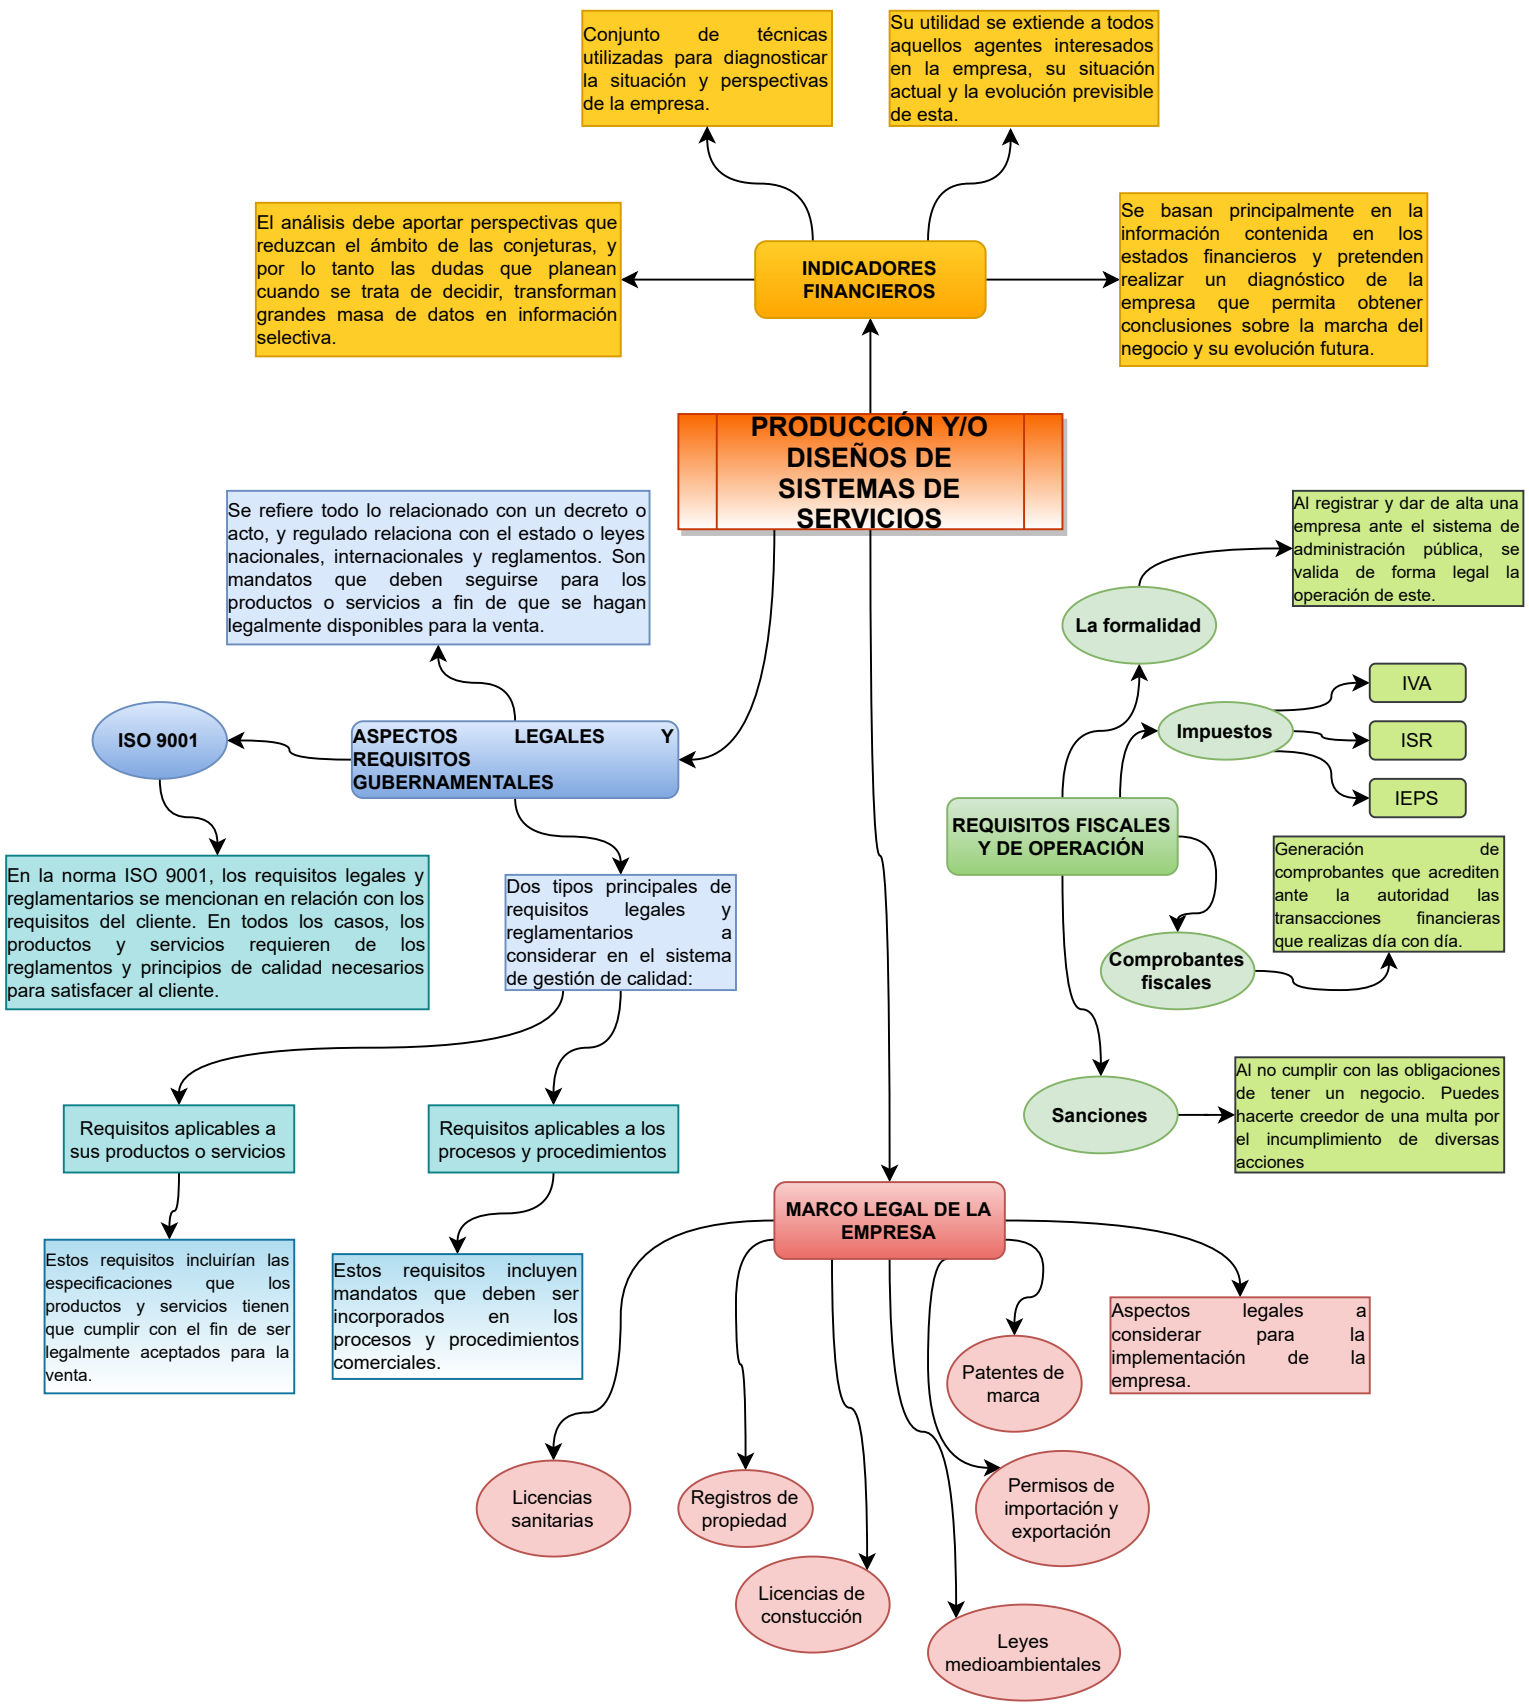 Conjunto de técnicas
utilizadas para diagnosticar
la situación y perspectivas
de la empresa.
Su utilidad se extiende a todos
aquellos agentes interesados
en la empresa, su situación
actual y la evolución previsible
de esta.
El análisis debe aportar perspectivas que
reduzcan el ámbito de las conjeturas, y
por lo tanto las dudas que planean
cuando se trata de decidir, transforman
grandes masa de datos en información
selectiva.
INDICADORES
FINANCIEROS
Se basan principalmente en la
información contenida en los
estados financieros y pretenden
realizar un diagnóstico de la
empresa que permita obtener
conclusiones sobre la marcha del
negocio y su evolución futura.
PRODUCCIÓN Y/O
DISEÑOS DE
SISTEMAS DE
SERVICIOS
Se refiere todo lo relacionado con un decreto o
acto, y regulado relaciona con el estado o leyes
nacionales, internacionales y reglamentos. Son
mandatos que deben seguirse para los
productos o servicios a fin de que se hagan
legalmente disponibles para la venta.
Al registrar y dar de alta una
empresa ante el sistema de
administración pública, se
valida de forma legal la
operación de este.
La formalidad
ISO 9001
ASPECTOS LEGALES Y
REQUISITOS
GUBERNAMENTALES
Impuestos
IVA
ISR
IEPS
REQUISITOS FISCALES
Y DE OPERACIÓN
En la norma ISO 9001, los requisitos legales y
reglamentarios se mencionan en relación con los
requisitos del cliente. En todos los casos, los
productos y servicios requieren de los
reglamentos y principios de calidad necesarios
para satisfacer al cliente.
Dos tipos principales de
requisitos legales y
reglamentarios a
considerar en el sistema
de gestión de calidad:
Generación de
comprobantes que acrediten
ante la autoridad las
transacciones financieras
que realizas día con día.
Comprobantes
fiscales
Requisitos aplicables a
sus productos o servicios
Requisitos aplicables a los
procesos y procedimientos
Sanciones
Al no cumplir con las obligaciones
de tener un negocio. Puedes
hacerte creedor de una multa por
el incumplimiento de diversas
acciones
MARCO LEGAL DE LA
EMPRESA
Estos requisitos incluirían las
especificaciones que los
productos y servicios tienen
que cumplir con el fin de ser
legalmente aceptados para la
venta.
Estos requisitos incluyen
mandatos que deben ser
incorporados en los
procesos y procedimientos
comerciales.
Aspectos legales a
considerar para la
implementación de la
empresa.
Patentes de
marca
Licencias
sanitarias
Registros de
propiedad
Permisos de
importación y
exportación
Licencias de
constucción
Leyes
medioambientales